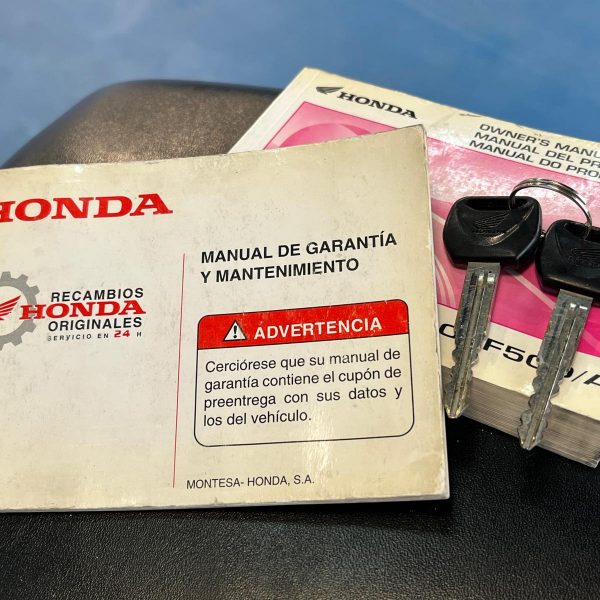 HONDA
OWNER'S MANU
MANUAL DEL PR
MANUAL DO PRO
HONDA
MANUAL DE GARANTÍA
Y MANTENIMIENTO
RECAMBIOS
HONDA
ORIGINALES
SERVICIO EN 24 H
ADVERTENCIA
Cerciórese que su manual de
garantía contiene el cupón de
preentrega con sus datos y
los del vehículo.
MONTESA- HONDA, S.A.